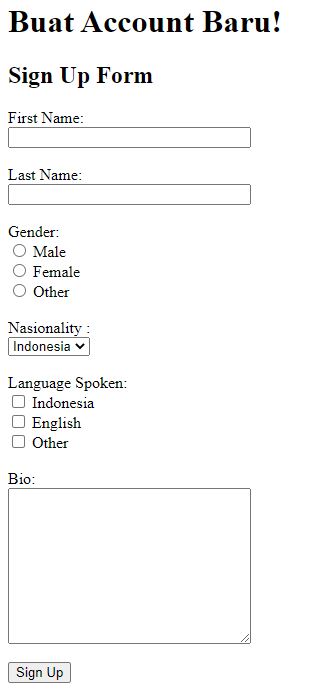 Buat Account Baru!
Sign Up Form
First Name:
Last Name:
Gender:
Male
Female
Other
Nasionality :
Indonesia
Language Spoken:
Indonesia
English
Other
Bio:
Sign Up